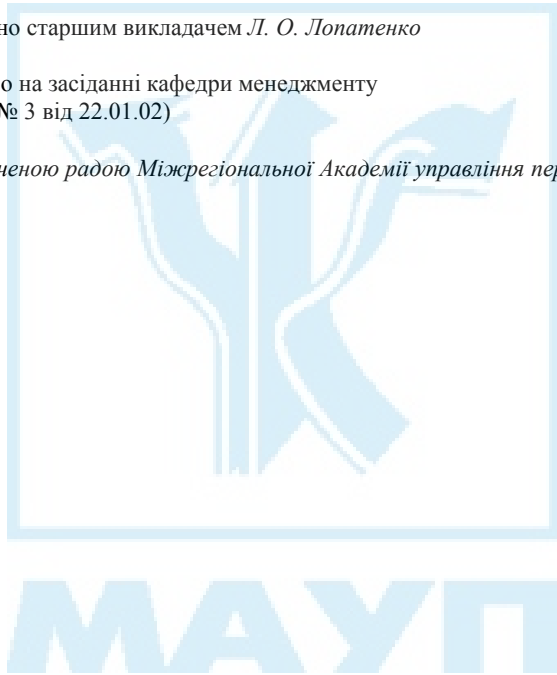 но старшим викладачем Л. О. Лопатенко
о на засіданні кафедри менеджменту
№ 3 від 22.01.02)
ченою радою Міжрегіональної Академії управління пер
МАУП